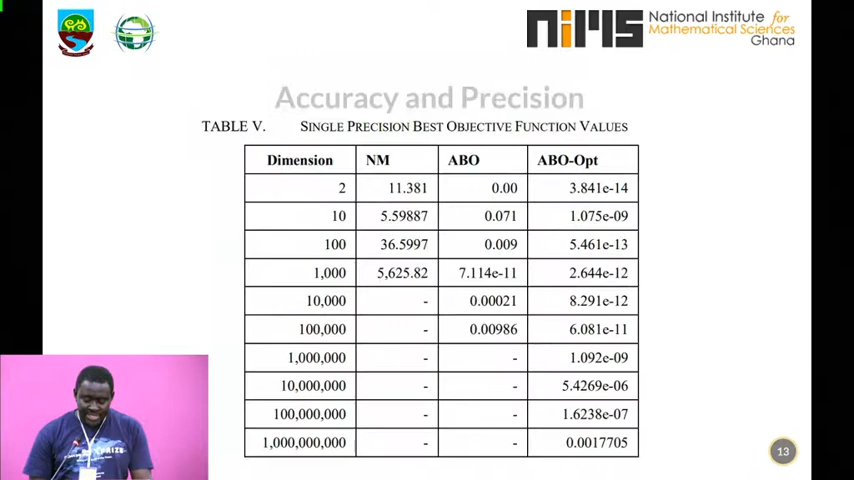 NiMS
National Institute for
Mathematical Sciences
Ghana
Accuracy and Precision
TABLE V. SINGLE PRECISION BEST OBJECTIVE FUNCTION VALUES
Dimension NM ABO ABO-Opt
2 11.381 0.00 3.841e-14
10 5.59887 0.071 1.075e-09
100 36.5997 0.009 5.461e-13
1,000 5,625.82 7.114e-11 2.644e-12
10,000 - 0.00021 8.291e-12
100,000 - 0.00986 6.081e-11
1,000,000 - - 1.092e-09
10,000,000 - - 5.4269e-06
100,000,000 - - 1.6238e-07
1,000,000,000 - - 0.0017705
13